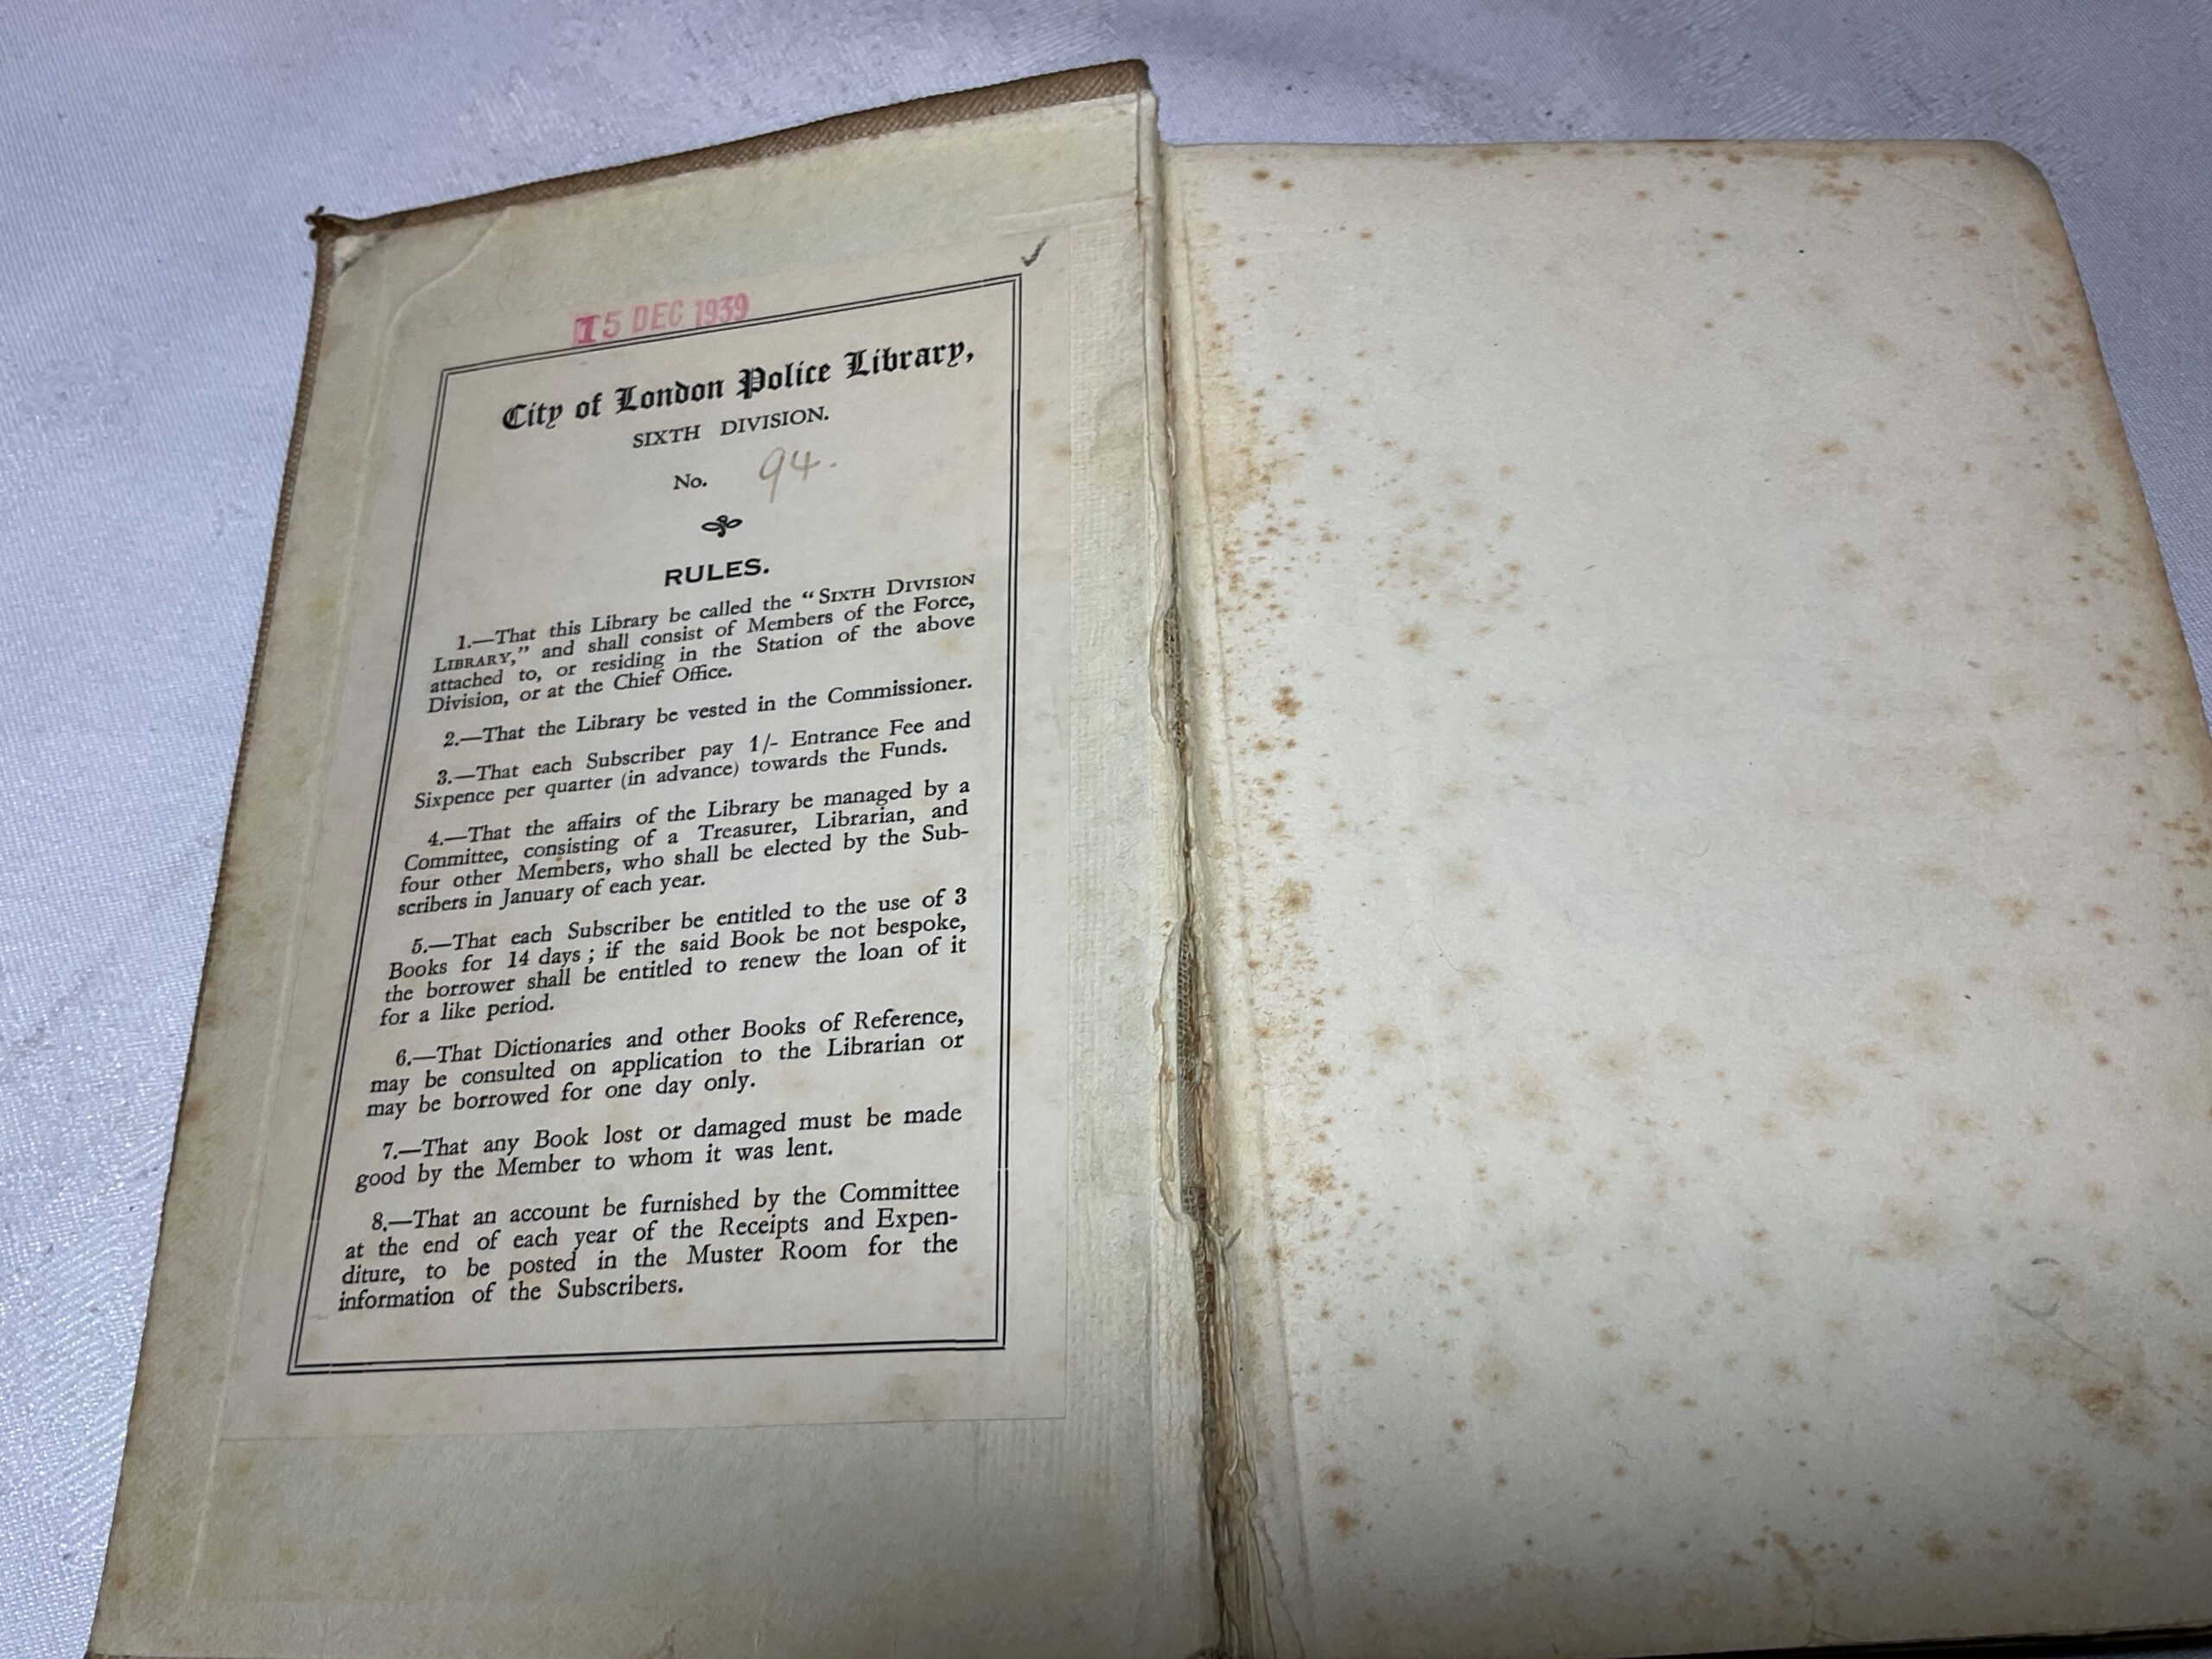 15 DEC 1939
City of London Police Library,
SIXTH DIVISION.
No. 94.
RULES.
1.—That this Library be called the "SIXTH DIVISION
LIBRARY," and shall consist of Members of the Force,
attached to, or residing in the Station of the above
Division, or at the Chief Office.
2.—That the Library be vested in the Commissioner.
3.—That each Subscriber pay 1/- Entrance Fee and
Sixpence per quarter (in advance) towards the Funds.
4.—That the affairs of the Library be managed by a
Committee, consisting of a Treasurer, Librarian, and
four other Members, who shall be elected by the Sub-
scribers in January of each year.
5.—That each Subscriber be entitled to the use of 3
Books for 14 days; if the said Book be not bespoke,
the borrower shall be entitled to renew the loan of it
for a like period.
6.—That Dictionaries and other Books of Reference,
may be consulted on application to the Librarian or
may be borrowed for one day only.
7.—That any Book lost or damaged must be made
good by the Member to whom it was lent.
8.—That an account be furnished by the Committee
at the end of each year of the Receipts and Expen-
diture, to be posted in the Muster Room for the
information of the Subscribers.